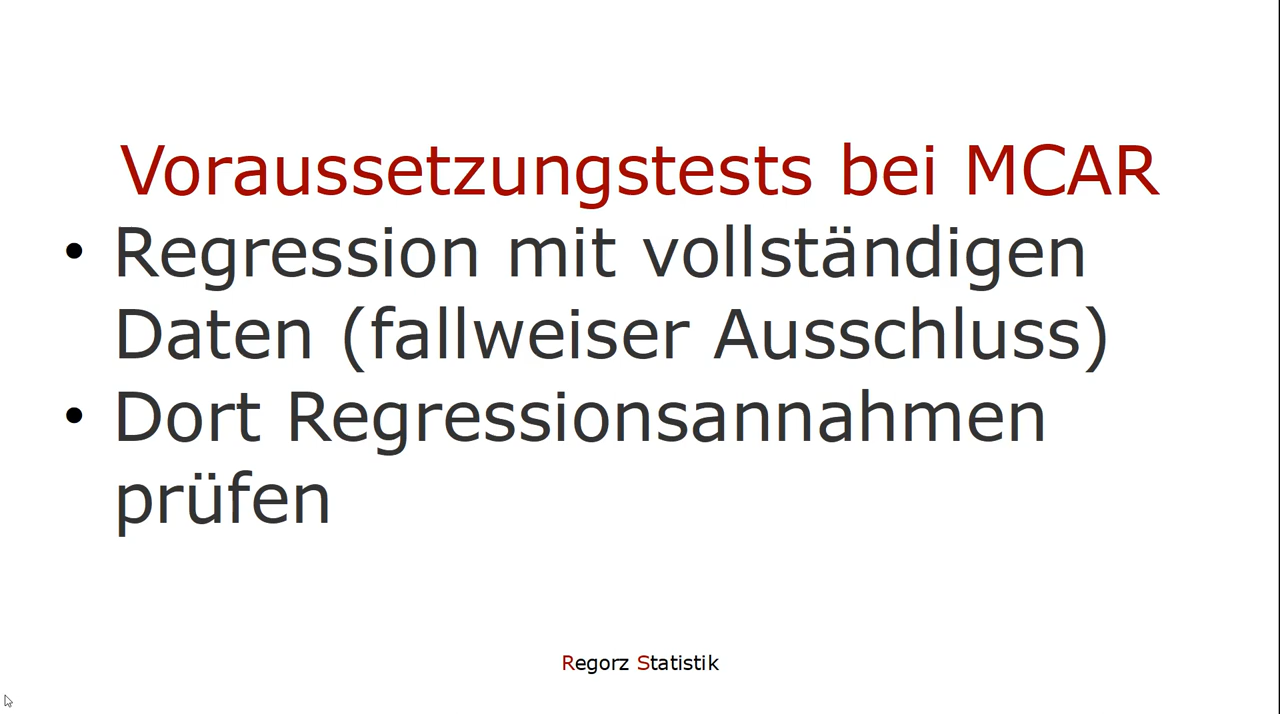 Voraussetzungstests bei MCAR
• Regression mit vollständigen
Daten (fallweiser Ausschluss)
• Dort Regressionsannahmen
prüfen
Regorz Statistik